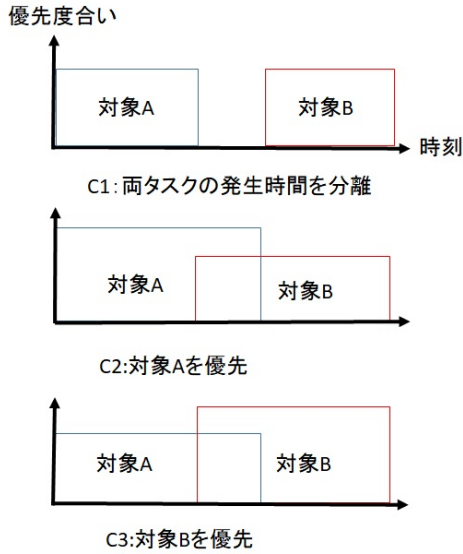 優先度合い
対象A
対象B
時刻
C1：両タスクの発生時間を分離
対象A
対象B
C2:対象Aを優先
対象A
対象B
C3:対象Bを優先